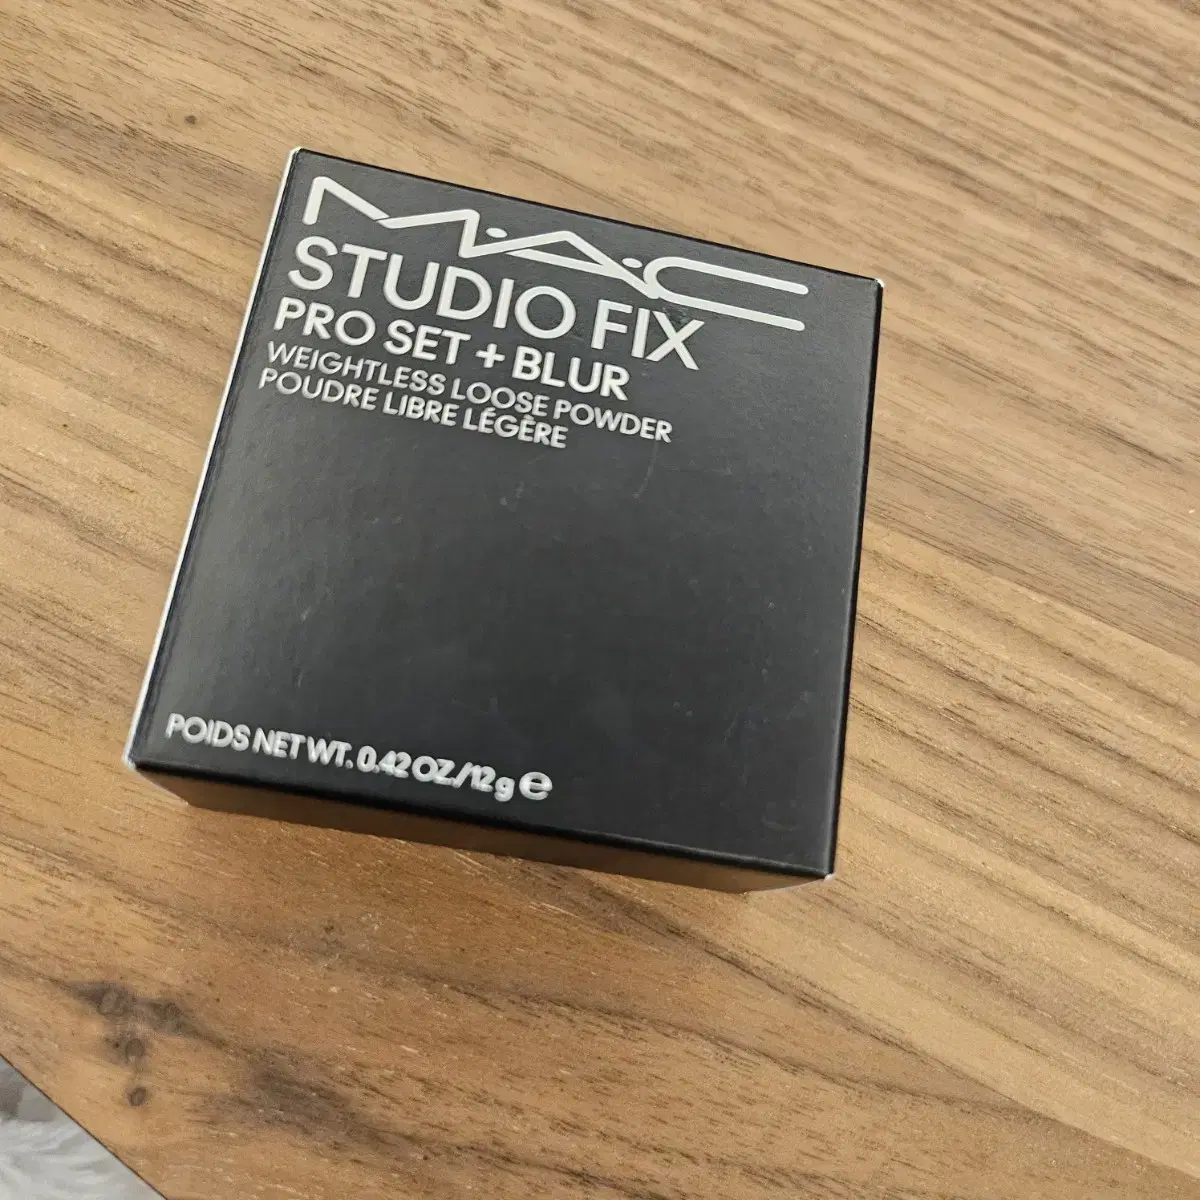 M·A·C
STUDIO FIX
PRO SET + BLUR
WEIGHTLESS LOOSE POWDER
POUDRE LIBRE LÉGÈRE
POIDS NET WT. 0.42 OZ./12 g ℮